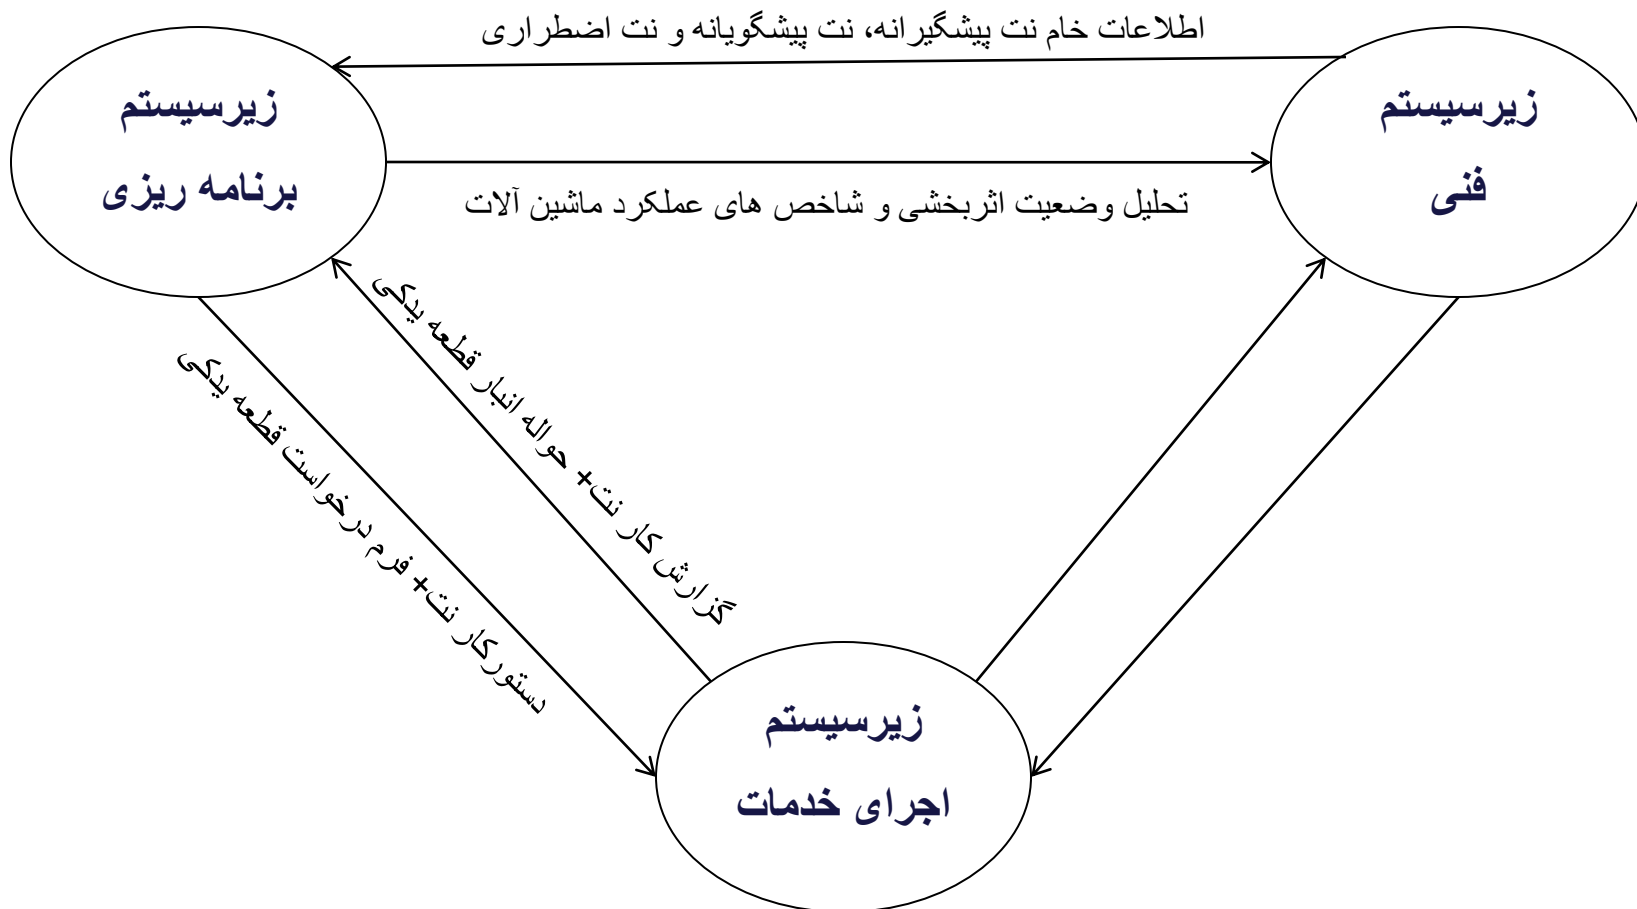 اطلاعات خام نت پیشگیرانه، نت پیشگویانه و نت اضطراری
زیرسیستم
فنی
زیرسیستم
برنامه ریزی
تحلیل وضعیت اثربخشی و شاخص های عملکرد ماشین آلات
گزارش کار نت+ حواله انبار قطعه یدکی
دستورکار نت+ فرم درخواست قطعه یدکی
زیرسیستم
اجرای خدمات